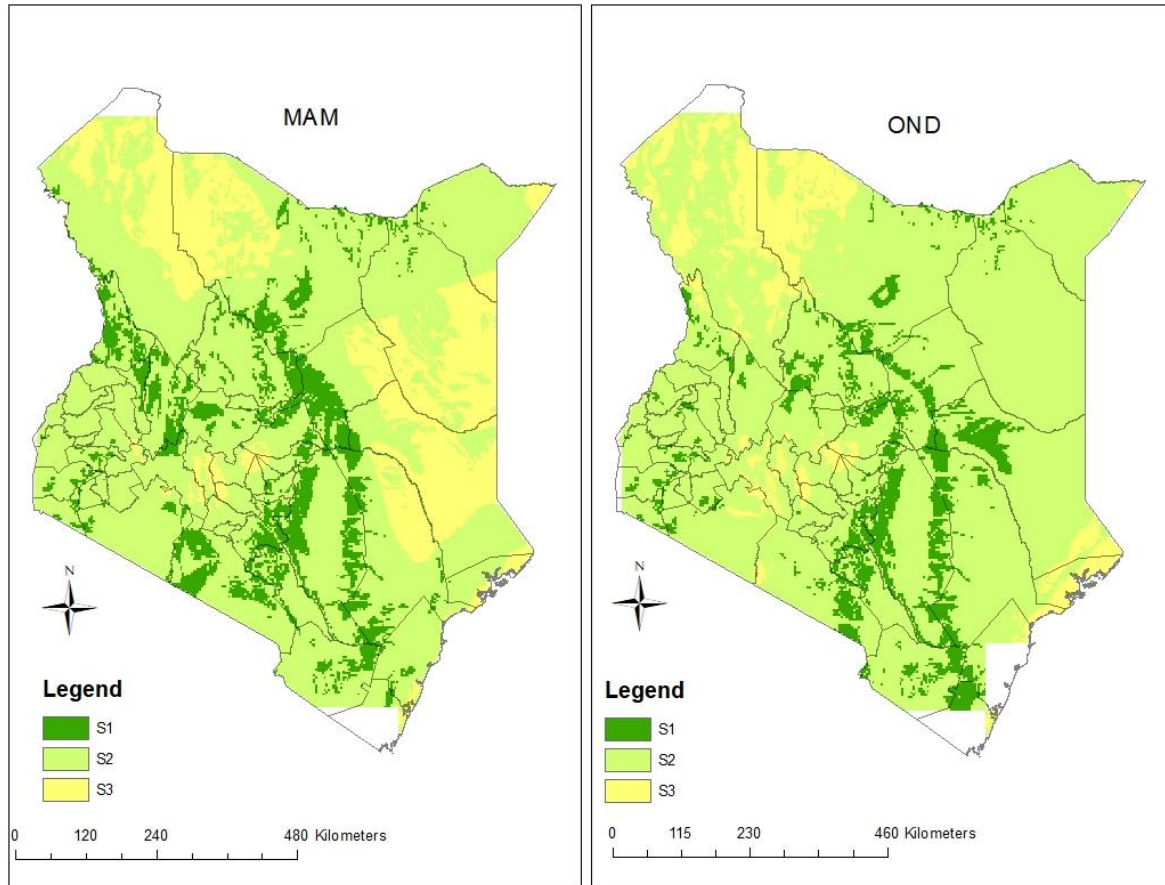 MAM
N
Legend
S1
S2
S3
0 120 240 480 Kilometers
OND
N
Legend
S1
S2
S3
0 115 230 460 Kilometers